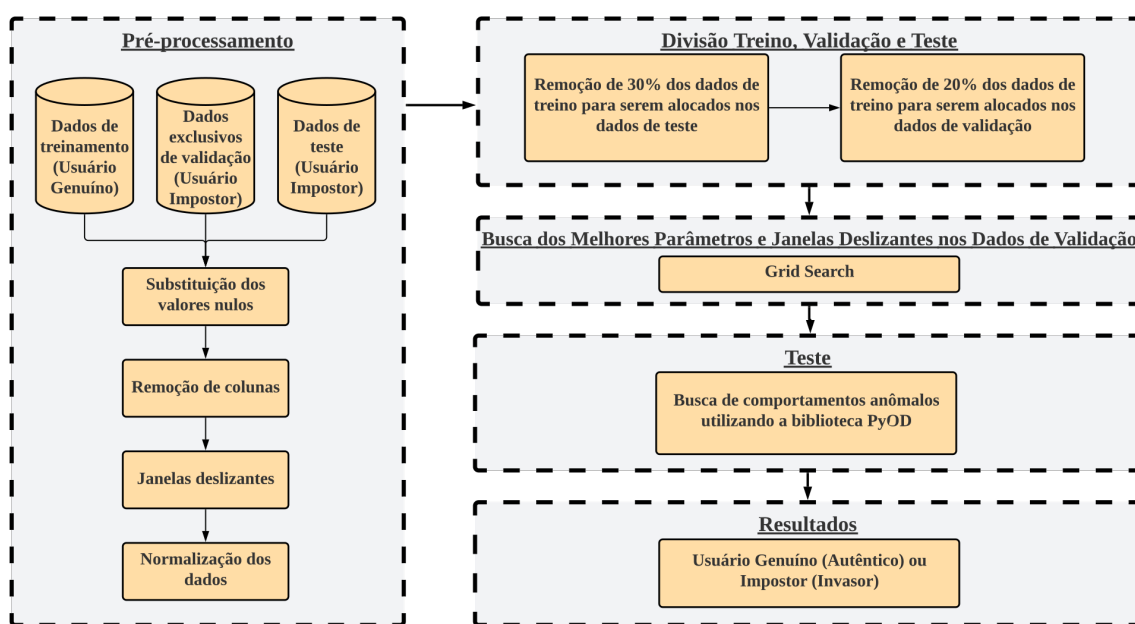 Pré-processamento
Dados de
treinamento
(Usuário
Genuíno)
Dados
exclusivos
de validação
(Usuário
Impostor)
Dados de
teste
(Usuário
Impostor)
Substituição dos
valores nulos
Remoção de colunas
Janelas deslizantes
Normalização dos
dados
Divisão Treino, Validação e Teste
Remoção de 30% dos dados de
treino para serem alocados nos
dados de teste
Remoção de 20% dos dados de
treino para serem alocados nos
dados de validação
Busca dos Melhores Parâmetros e Janelas Deslizantes nos Dados de Validação
Grid Search
Teste
Busca de comportamentos anômalos
utilizando a biblioteca PyOD
Resultados
Usuário Genuíno (Autêntico) ou
Impostor (Invasor)